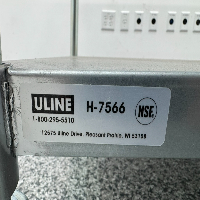 ULINE H-7566 NSF
1-800-295-5510
12575 Uline Drive, Pleasant Prairie, WI 53158